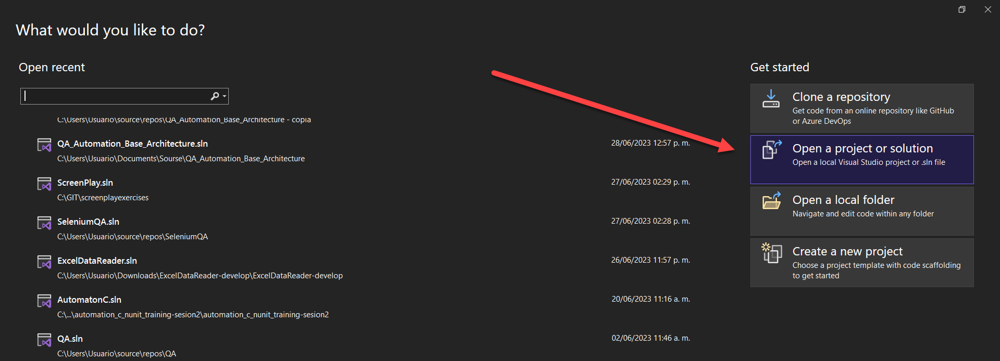 What would you like to do?
Open recent
C:\Users\Usuario\source\repos\QA_Automation_Base_Architecture - copia
QA_Automation_Base_Architecture.sln
28/06/2023 12:57 p. m.
C:\Users\Usuario\Documents\Sourse\QA_Automation_Base_Architecture
ScreenPlay.sln
27/06/2023 02:29 p. m.
C:\GIT\screenplayexercises
SeleniumQA.sln
27/06/2023 02:28 p. m.
C:\Users\Usuario\source\repos\SeleniumQA
ExcelDataReader.sln
26/06/2023 11:57 p. m.
C:\Users\Usuario\Downloads\ExcelDataReader-develop\ExcelDataReader-develop
AutomatonC.sln
20/06/2023 11:16 a. m.
C:\...\automation_c_nunit_training-sesion2\automation_c_nunit_training-sesion2
QA.sln
02/06/2023 11:46 a. m.
C:\Users\Usuario\source\repos\QA
Get started
Clone a repository
Get code from an online repository like GitHub
or Azure DevOps
Open a project or solution
Open a local Visual Studio project or .sln file
Open a local folder
Navigate and edit code within any folder
Create a new project
Choose a project template with code scaffolding
to get started